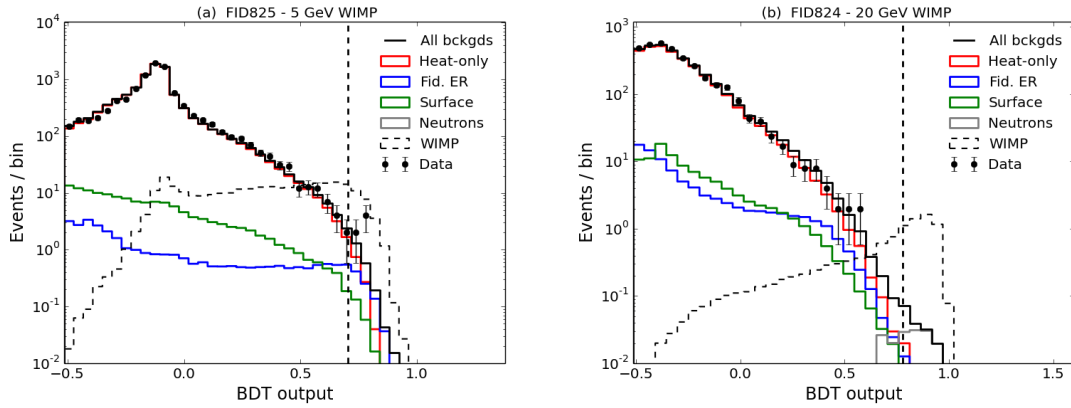 (a) FID825 - 5 GeV WIMP
10^4
10^3
10^2
10^1
10^0
10^-1
10^-2
Events / bin
All bckgds
Heat-only
Fid. ER
Surface
Neutrons
WIMP
Data
-0.5
0.0
0.5
1.0
BDT output
(b) FID824 - 20 GeV WIMP
10^3
10^2
10^1
10^0
10^-1
10^-2
Events / bin
All bckgds
Heat-only
Fid. ER
Surface
Neutrons
WIMP
Data
-0.5
0.0
0.5
1.0
1.5
BDT output